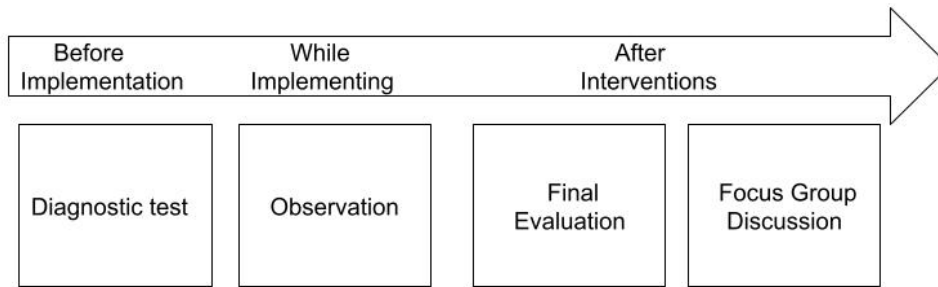 Before
Implementation
While
Implementing
After
Interventions
Diagnostic test
Observation
Final
Evaluation
Focus Group
Discussion